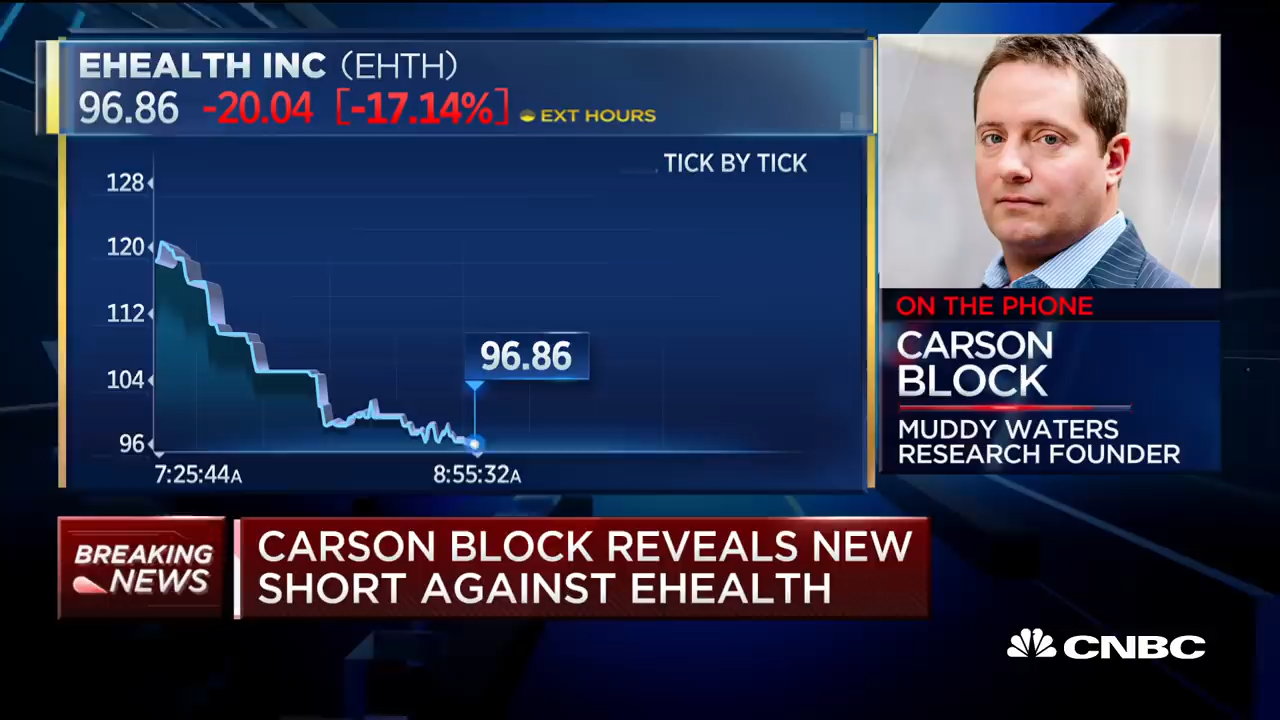 EHEALTH INC (EHTH)
96.86 -20.04 [-17.14%] EXT HOURS
TICK BY TICK
128
120
112
104
96
96.86
7:25:44A 8:55:32A
ON THE PHONE
CARSON
BLOCK
MUDDY WATERS
RESEARCH FOUNDER
BREAKING
NEWS
CARSON BLOCK REVEALS NEW
SHORT AGAINST EHEALTH
CNBC